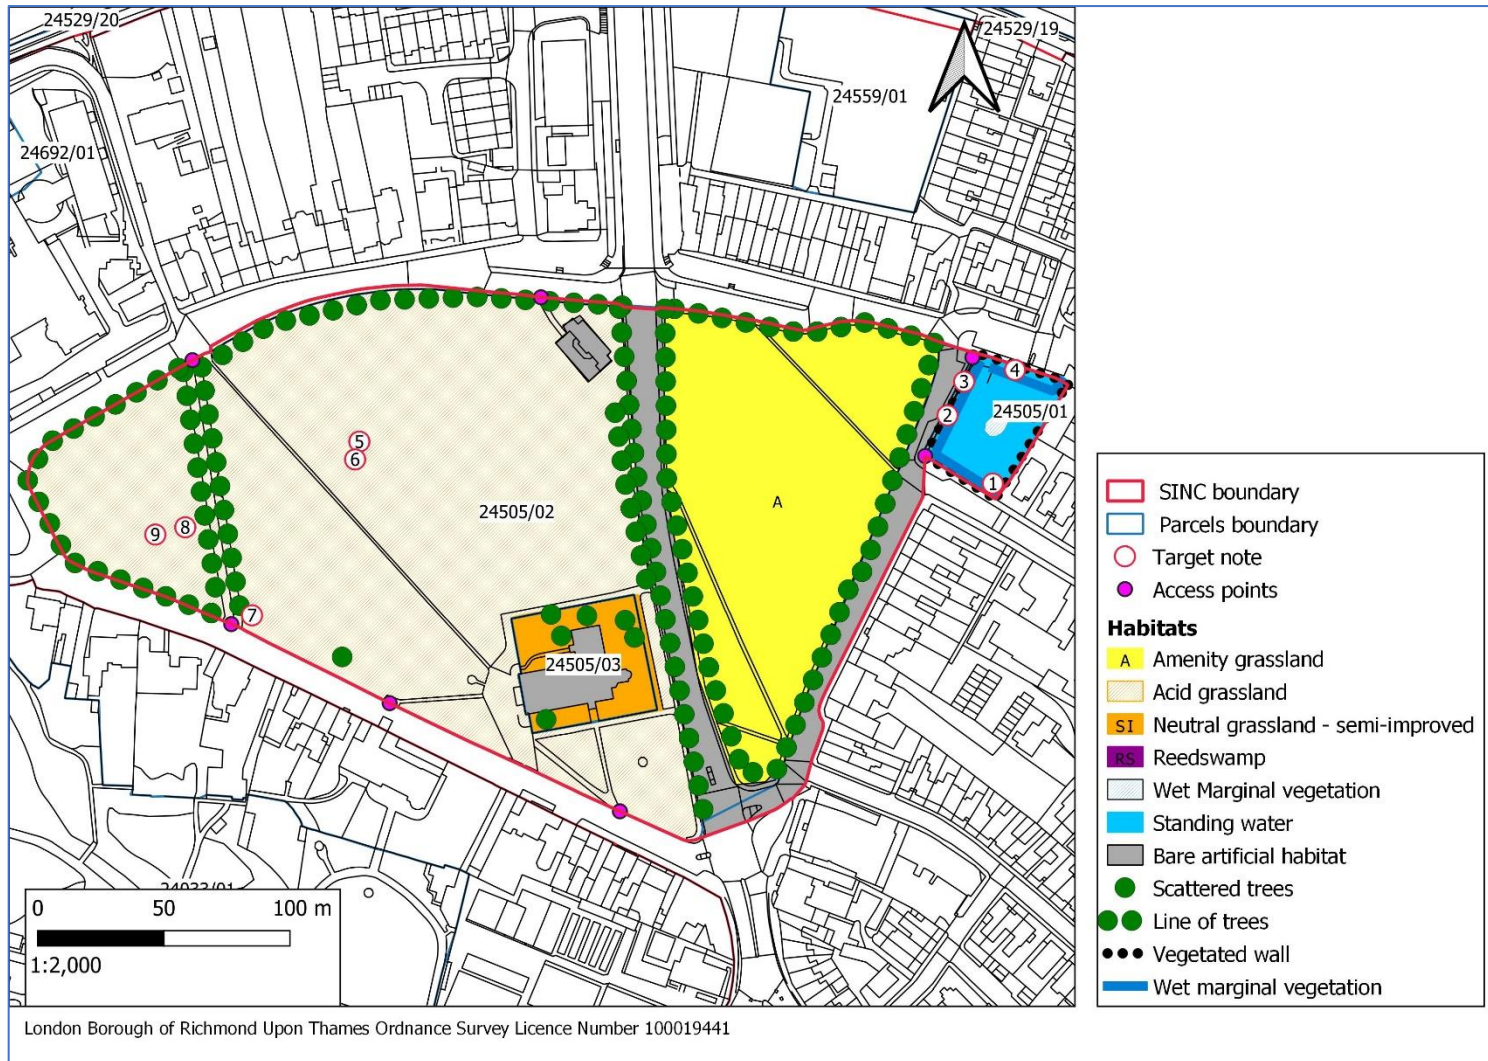 24529/20
24529/19
24559/01
24692/01
4
3
24505/01
2
5
6
A
1
24505/02
8
9
7
24505/03
24033/01
0 50 100 m
1:2,000
SINC boundary
Parcels boundary
Target note
Access points
Habitats
A Amenity grassland
Acid grassland
SI Neutral grassland - semi-improved
RS Reedswamp
Wet Marginal vegetation
Standing water
Bare artificial habitat
Scattered trees
Line of trees
Vegetated wall
Wet marginal vegetation
London Borough of Richmond Upon Thames Ordnance Survey Licence Number 100019441